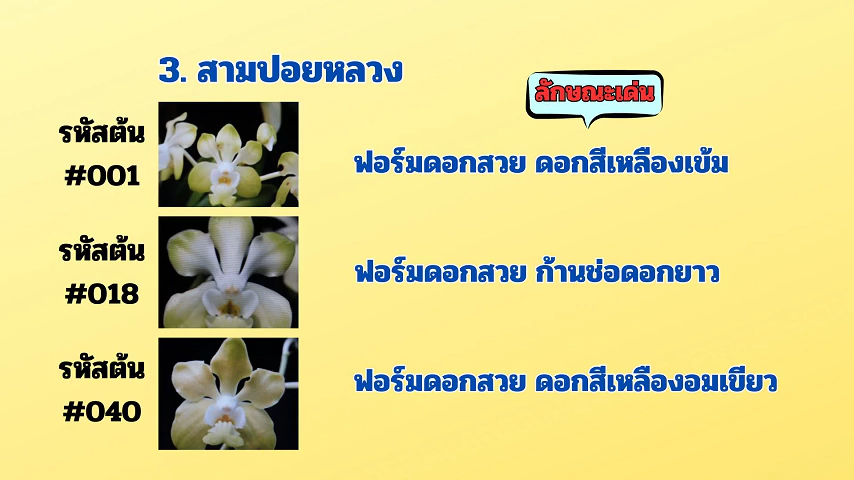 3. สามปอยหลวง
ลักษณะเด่น
รหัสต้น
#001
ฟอร์มดอกสวย ดอกสีเหลืองเข้ม
รหัสต้น
#018
ฟอร์มดอกสวย ก้านช่อดอกยาว
รหัสต้น
#040
ฟอร์มดอกสวย ดอกสีเหลืองอมเขียว